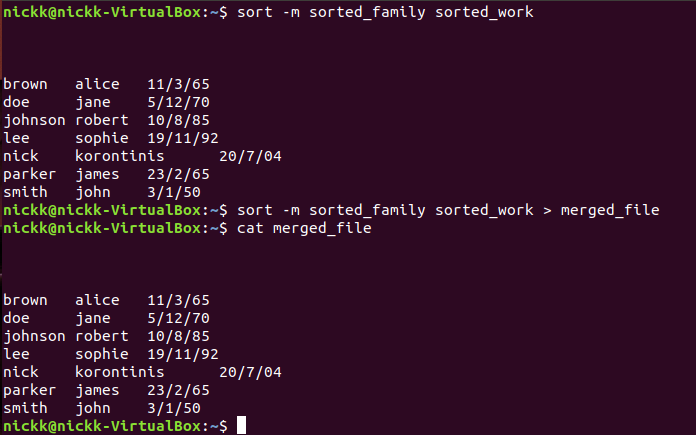 nickk@nickk-VirtualBox:~$ sort -m sorted_family sorted_work
brown   alice   11/3/65
doe     jane    5/12/70
johnson robert  10/8/85
lee     sophie  19/11/92
nick    korontinis      20/7/04
parker  james   23/2/65
smith   john    3/1/50
nickk@nickk-VirtualBox:~$ sort -m sorted_family sorted_work > merged_file
nickk@nickk-VirtualBox:~$ cat merged_file
brown   alice   11/3/65
doe     jane    5/12/70
johnson robert  10/8/85
lee     sophie  19/11/92
nick    korontinis      20/7/04
parker  james   23/2/65
smith   john    3/1/50
nickk@nickk-VirtualBox:~$